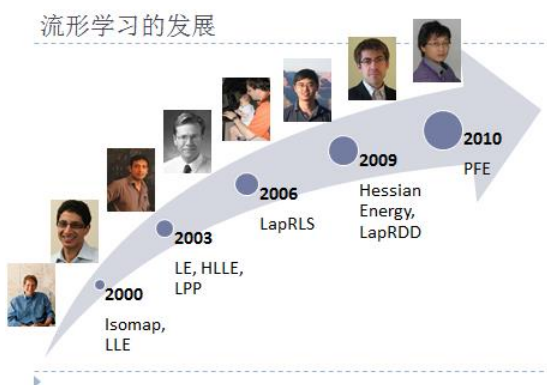 流形学习的发展
2000
Isomap,
LLE
2003
LE, HLLE,
LPP
2006
LapRLS
2009
Hessian
Energy,
LapRDD
2010
PFE